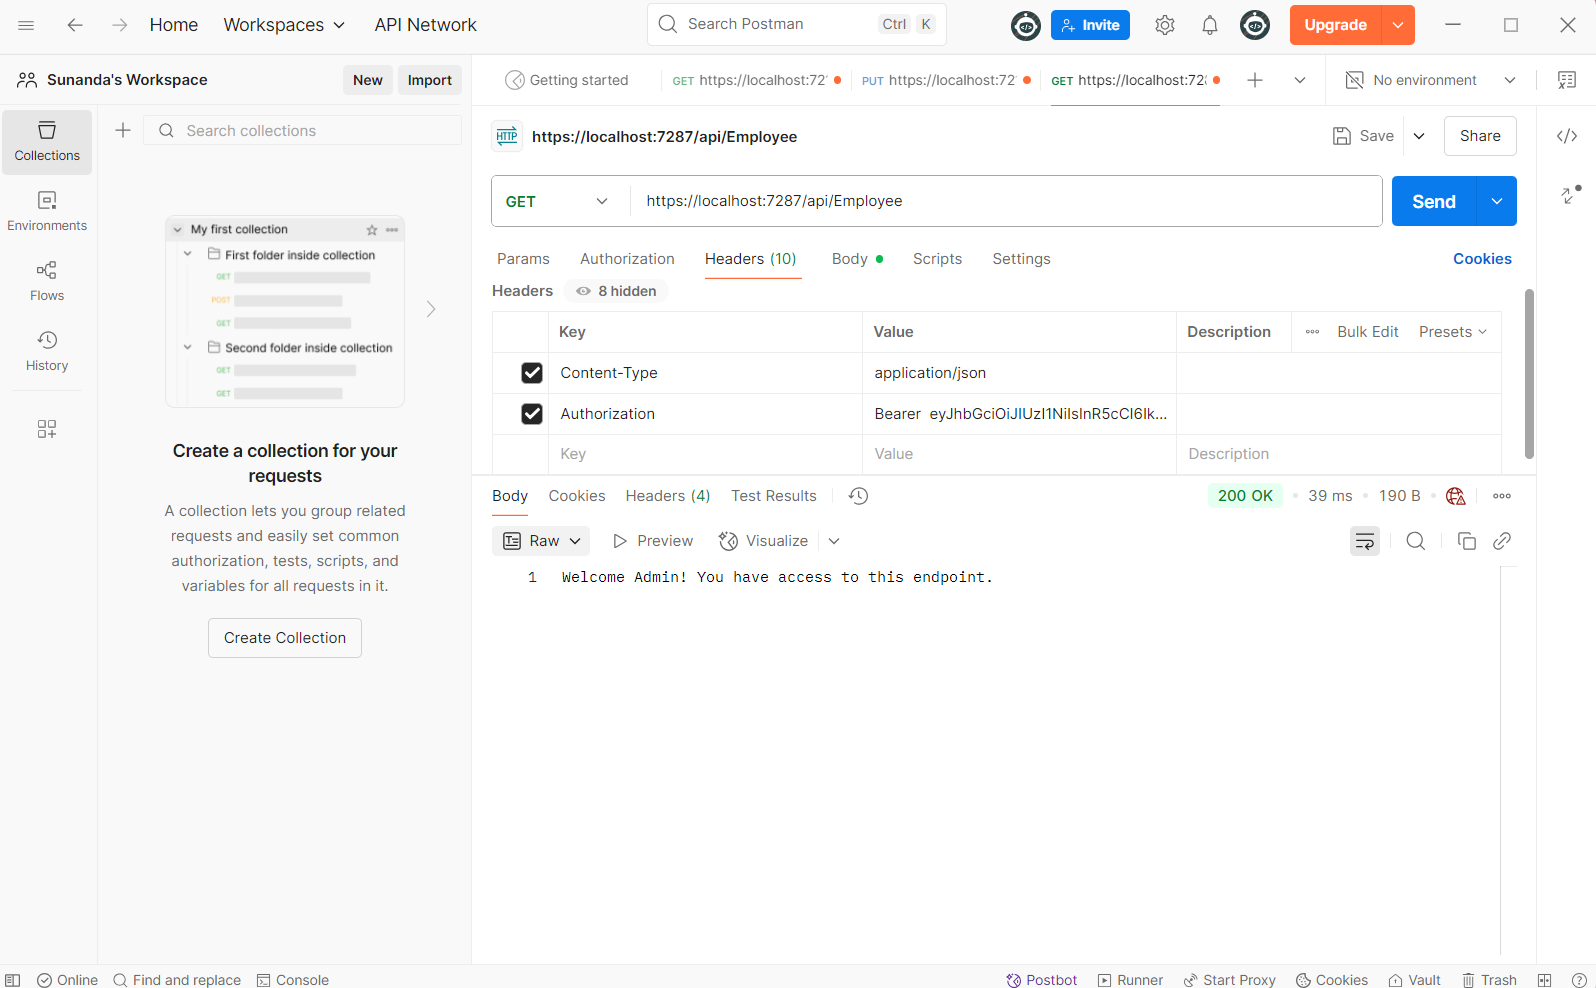 Home Workspaces API Network Search Postman Ctrl K Invite Upgrade
Sunanda's Workspace New Import
Getting started GET https://localhost:72 PUT https://localhost:72 GET https://localhost:728 No environment
Collections
Environments
Flows
History
Search collections
My first collection
First folder inside collection
GET
POST
GET
Second folder inside collection
GET
GET
Create a collection for your
requests
A collection lets you group related
requests and easily set common
authorization, tests, scripts, and
variables for all requests in it.
Create Collection
HTTP https://localhost:7287/api/Employee Save Share
GET https://localhost:7287/api/Employee Send
Params Authorization Headers (10) Body Scripts Settings Cookies
Headers 8 hidden
Key Value Description Bulk Edit Presets
Content-Type application/json
Authorization Bearer eyJhbGciOiJIUzI1NiIsInR5cCI6Ik...
Key Value Description
Body Cookies Headers (4) Test Results 200 OK 39 ms 190 B
Raw Preview Visualize
1 Welcome Admin! You have access to this endpoint.
Online Find and replace Console Postbot Runner Start Proxy Cookies Vault Trash